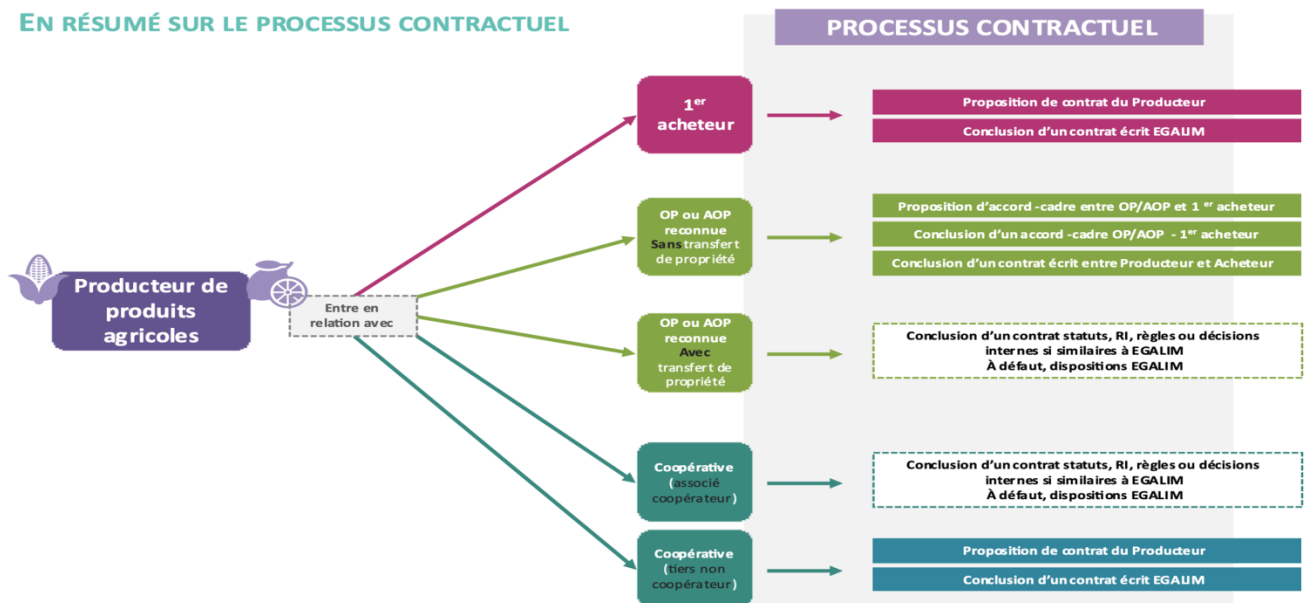 EN RÉSUMÉ SUR LE PROCESSUS CONTRACTUEL
PROCESSUS CONTRACTUEL
Producteur de
produits
agricoles
Entre en
relation avec
1er
acheteur
Proposition de contrat du Producteur
Conclusion d'un contrat écrit EGALIM
OP ou AOP
reconnue
Sans transfert
de propriété
Proposition d'accord -cadre entre OP/AOP et 1 er acheteur
Conclusion d'un accord -cadre OP/AOP - 1er acheteur
Conclusion d'un contrat écrit entre Producteur et Acheteur
OP ou AOP
reconnue
Avec
transfert de
propriété
Conclusion d'un contrat statuts, RI, règles ou décisions
internes si similaires à EGALIM
À défaut, dispositions EGALIM
Coopérative
(associé
coopérateur)
Conclusion d'un contrat statuts, RI, règles ou décisions
internes si similaires à EGALIM
À défaut, dispositions EGALIM
Coopérative
(tiers non
coopérateur)
Proposition de contrat du Producteur
Conclusion d'un contrat écrit EGALIM